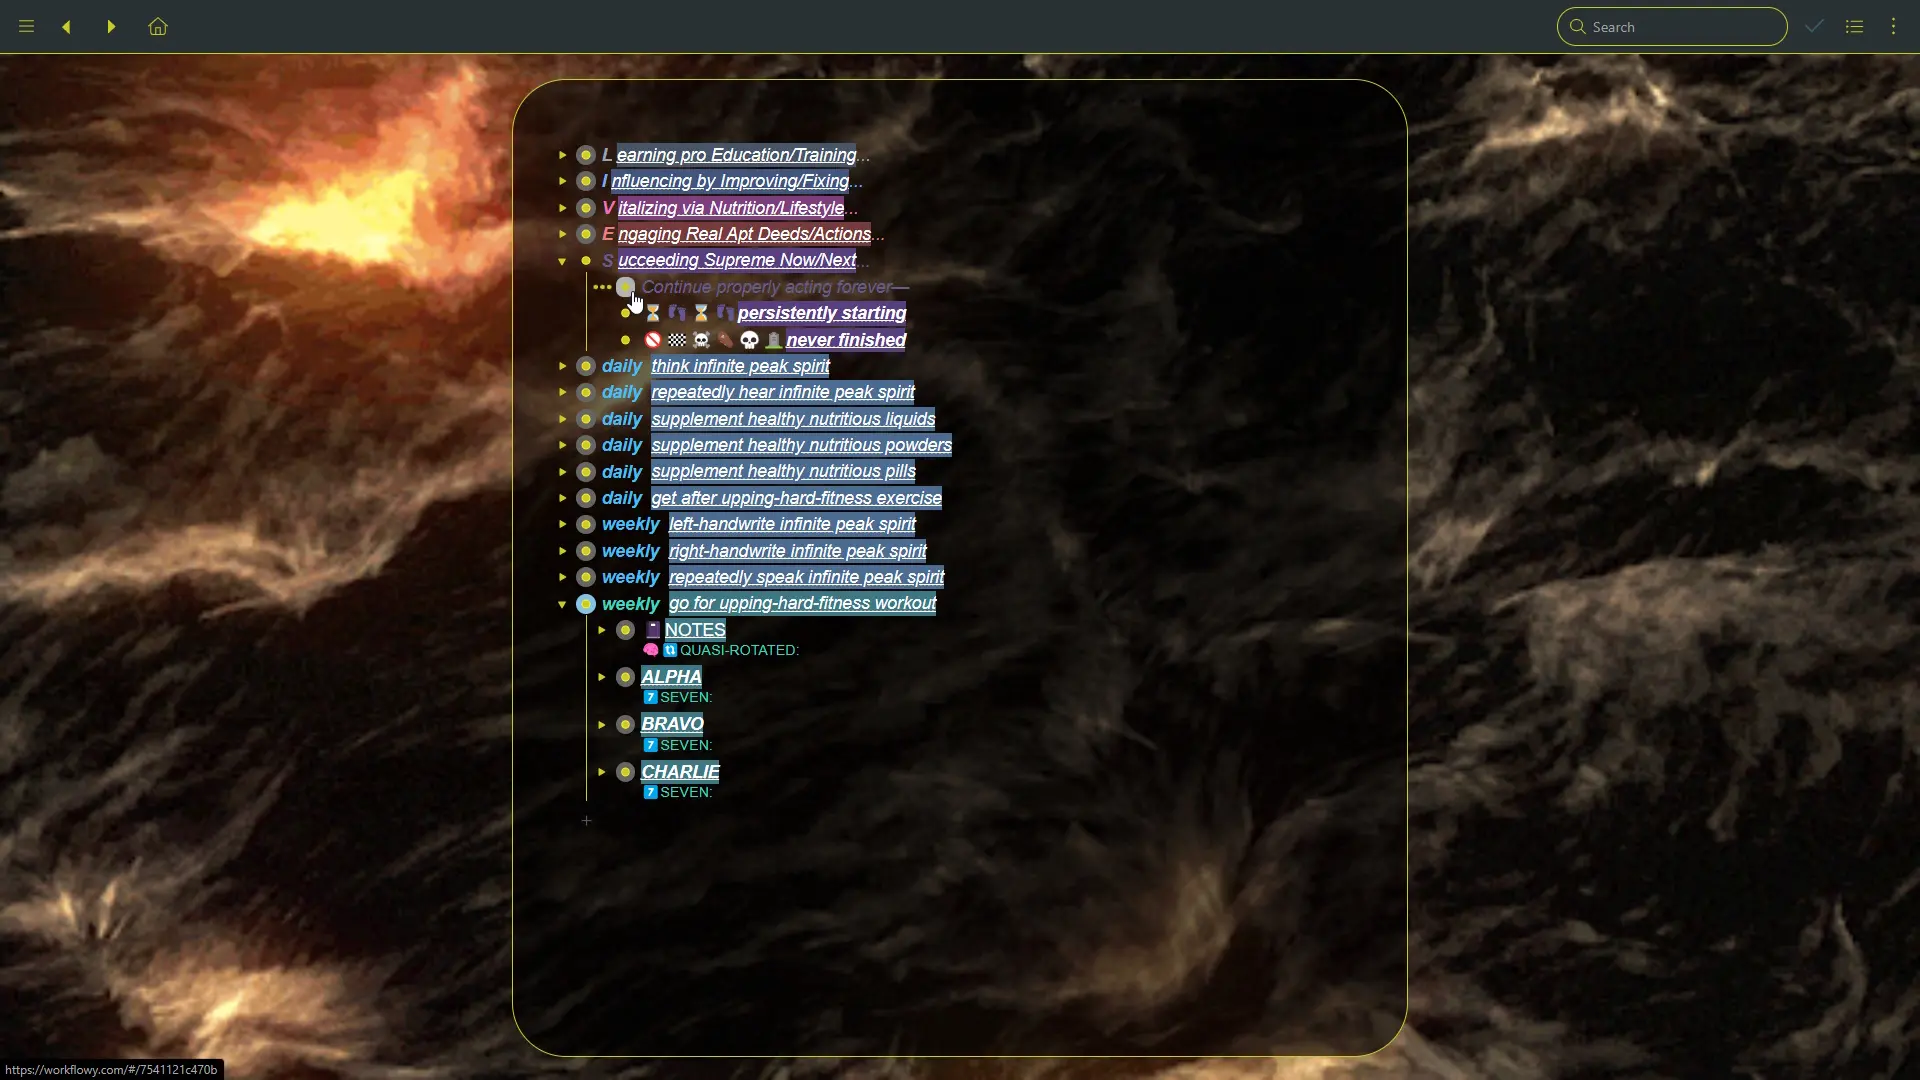 Search
L earning pro Education/Training...
I nfluencing by Improving/Fixing...
V italizing via Nutrition/Lifestyle...
E ngaging Real Apt Deeds/Actions...
S ucceeding Supreme Now/Next...
Continue properly acting forever—
⏳👣⏳👣persistently starting
🚫🏁☠️⚰️💀🪦never finished
daily think infinite peak spirit
daily repeatedly hear infinite peak spirit
daily supplement healthy nutritious liquids
daily supplement healthy nutritious powders
daily supplement healthy nutritious pills
daily get after upping-hard-fitness exercise
weekly left-handwrite infinite peak spirit
weekly right-handwrite infinite peak spirit
weekly repeatedly speak infinite peak spirit
weekly go for upping-hard-fitness workout
📓NOTES
🧠🔃QUASI-ROTATED:
ALPHA
7️⃣SEVEN:
BRAVO
7️⃣SEVEN:
CHARLIE
7️⃣SEVEN:
+
https://workflowy.com/#/7541121c470b